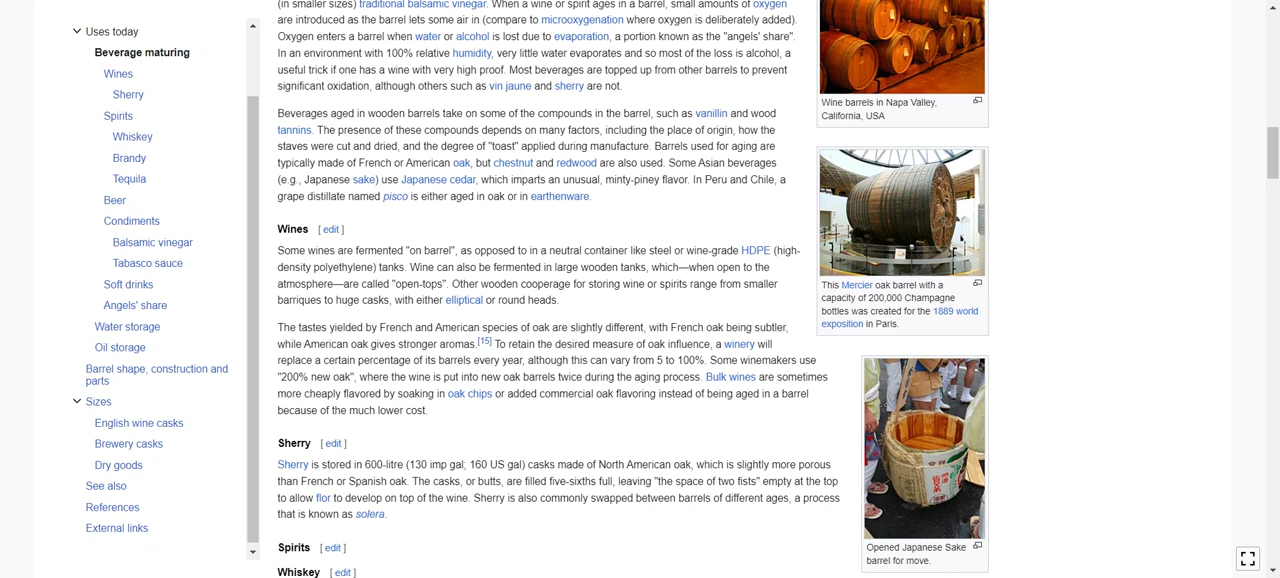 Uses today
Beverage maturing
Wines
Sherry
Spirits
Whiskey
Brandy
Tequila
Beer
Condiments
Balsamic vinegar
Tabasco sauce
Soft drinks
Angels' share
Water storage
Oil storage
Barrel shape, construction and
parts
Sizes
English wine casks
Brewery casks
Dry goods
See also
References
External links
(in smaller sizes) traditional balsamic vinegar. When a wine or spirit ages in a barrel, small amounts of oxygen
are introduced as the barrel lets some air in (compare to microoxygenation where oxygen is deliberately added).
Oxygen enters a barrel when water or alcohol is lost due to evaporation, a portion known as the "angels' share".
In an environment with 100% relative humidity, very little water evaporates and so most of the loss is alcohol, a
useful trick if one has a wine with very high proof. Most beverages are topped up from other barrels to prevent
significant oxidation, although others such as vin jaune and sherry are not.
Beverages aged in wooden barrels take on some of the compounds in the barrel, such as vanillin and wood
tannins. The presence of these compounds depends on many factors, including the place of origin, how the
staves were cut and dried, and the degree of "toast" applied during manufacture. Barrels used for aging are
typically made of French or American oak, but chestnut and redwood are also used. Some Asian beverages
(e.g., Japanese sake) use Japanese cedar, which imparts an unusual, minty-piney flavor. In Peru and Chile, a
grape distillate named pisco is either aged in oak or in earthenware.
Wines [ edit ]
Some wines are fermented "on barrel", as opposed to in a neutral container like steel or wine-grade HDPE (high-
density polyethylene) tanks. Wine can also be fermented in large wooden tanks, which—when open to the
atmosphere—are called "open-tops". Other wooden cooperage for storing wine or spirits range from smaller
barriques to huge casks, with either elliptical or round heads.
The tastes yielded by French and American species of oak are slightly different, with French oak being subtler,
while American oak gives stronger aromas.[15] To retain the desired measure of oak influence, a winery will
replace a certain percentage of its barrels every year, although this can vary from 5 to 100%. Some winemakers use
"200% new oak", where the wine is put into new oak barrels twice during the aging process. Bulk wines are sometimes
more cheaply flavored by soaking in oak chips or added commercial oak flavoring instead of being aged in a barrel
because of the much lower cost.
Sherry [ edit ]
Sherry is stored in 600-litre (130 imp gal; 160 US gal) casks made of North American oak, which is slightly more porous
than French or Spanish oak. The casks, or butts, are filled five-sixths full, leaving "the space of two fists" empty at the top
to allow flor to develop on top of the wine. Sherry is also commonly swapped between barrels of different ages, a process
that is known as solera.
Spirits [ edit ]
Whiskey [ edit ]
Wine barrels in Napa Valley,
California, USA
This Mercier oak barrel with a
capacity of 200,000 Champagne
bottles was created for the 1889 world
exposition in Paris.
Opened Japanese Sake
barrel for move.